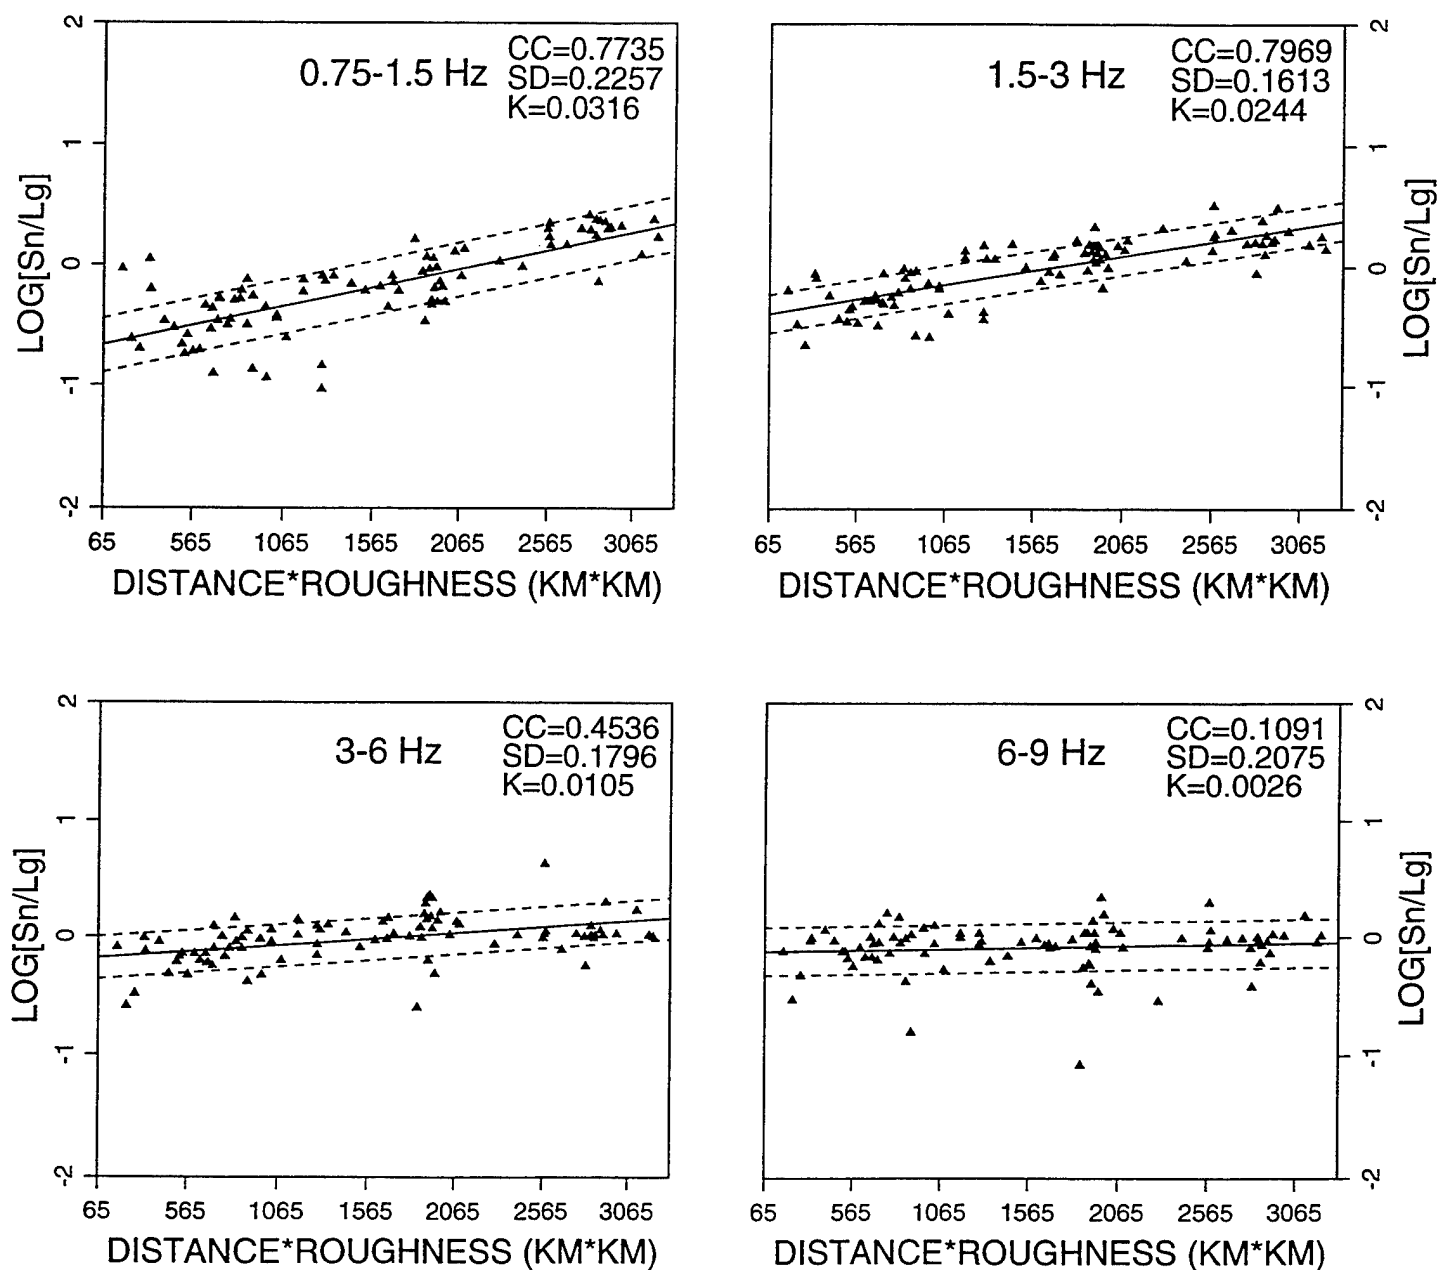 2
1
0
-1
-2
LOG[Sn/Lg]
0.75-1.5 Hz
CC=0.7735
SD=0.2257
K=0.0316
65 565 1065 1565 2065 2565 3065
DISTANCE*ROUGHNESS (KM*KM)
1.5-3 Hz
CC=0.7969
SD=0.1613
K=0.0244
2
1
0
-1
-2
LOG[Sn/Lg]
65 565 1065 1565 2065 2565 3065
DISTANCE*ROUGHNESS (KM*KM)
2
1
0
-1
-2
LOG[Sn/Lg]
3-6 Hz
CC=0.4536
SD=0.1796
K=0.0105
65 565 1065 1565 2065 2565 3065
DISTANCE*ROUGHNESS (KM*KM)
6-9 Hz
CC=0.1091
SD=0.2075
K=0.0026
2
1
0
-1
-2
LOG[Sn/Lg]
65 565 1065 1565 2065 2565 3065
DISTANCE*ROUGHNESS (KM*KM)